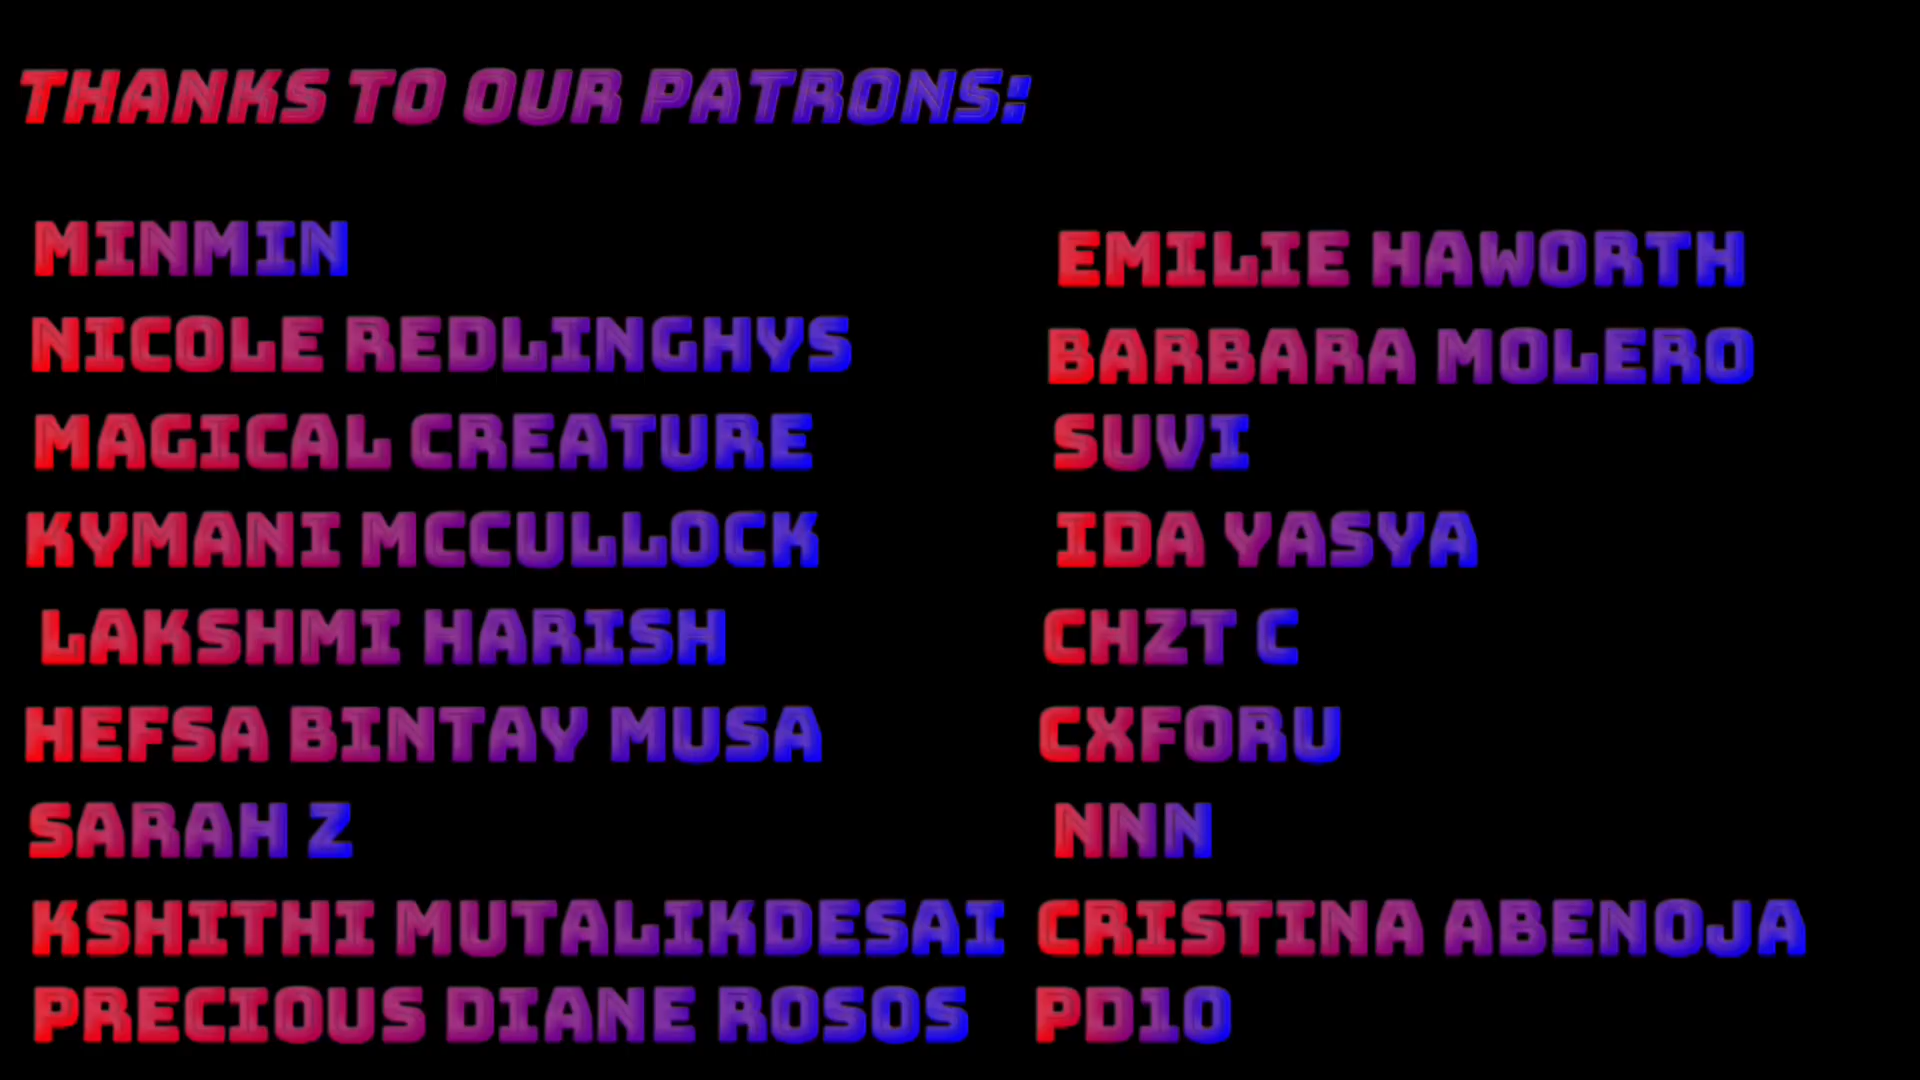 THANKS TO OUR PATRONS:
MINMIN
NICOLE REDLINGHYS
MAGICAL CREATURE
KYMANI MCCULLOCK
LAKSHMI HARISH
HEFSA BINTAY MUSA
SARAH Z
KSHITHI MUTALIKDESAI
PRECIOUS DIANE ROSOS
EMILIE HAWORTH
BARBARA MOLERO
SUVI
IDA YASYA
CHZT C
CXFORU
NNN
CRISTINA ABENOJA
PD10